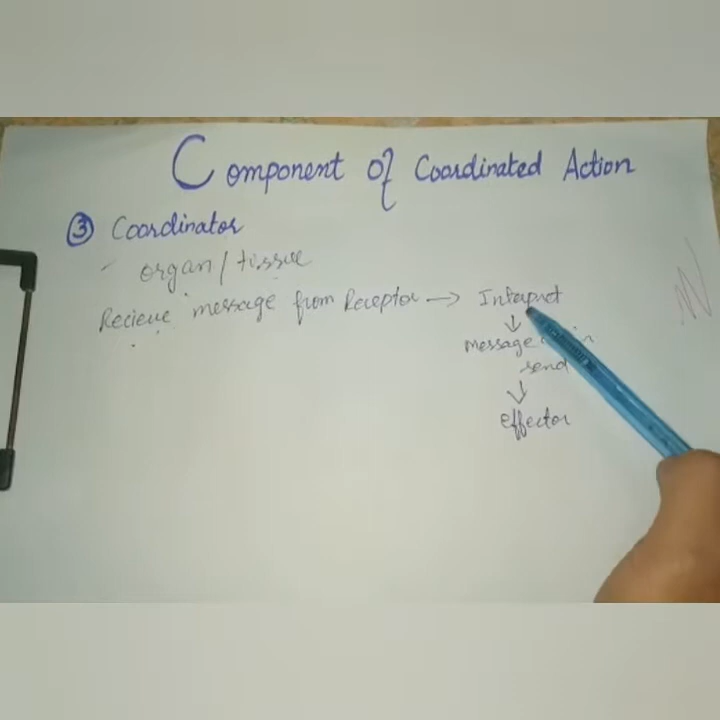 Component of Coordinated Action
③ Coordinator
organ/tissue
Recieve message from Receptor → Interpret
↓
message
send
↓
effector